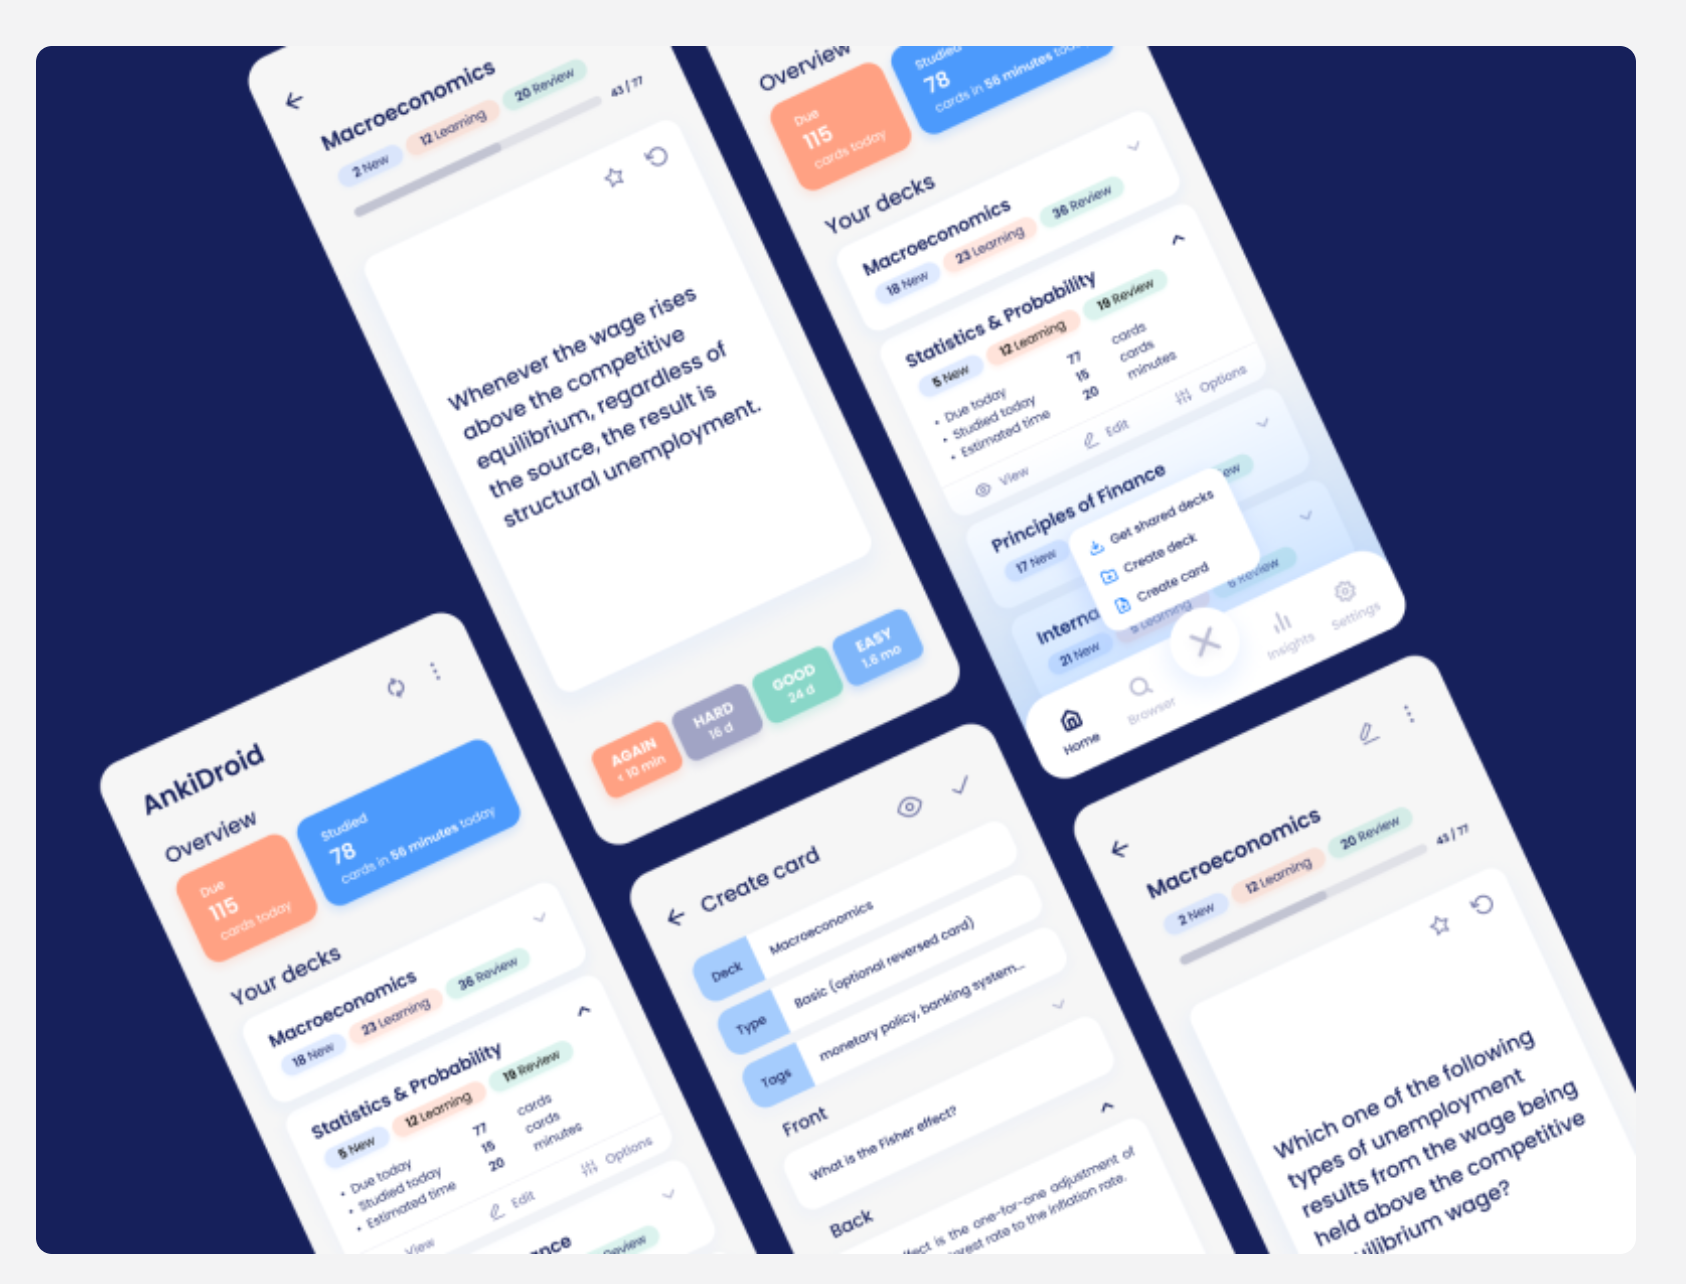 Macroeconomics
2 New 12 Learning 20 Review
43 / 77
Whenever the wage rises
above the competitive
equilibrium, regardless of
the source, the result is
structural unemployment.
AGAIN
< 10 min
HARD
16 d
GOOD
24 d
EASY
1.6 mo
Overview
Due
115
cards today
Studied
78
cards in 56 minutes today
Your decks
Macroeconomics
18 New 23 Learning 36 Review
Statistics & Probability
5 New 12 Learning 19 Review
• Due today 77 cards
• Studied today 15 cards
• Estimated time 20 minutes
View Edit Options
Principles of Finance
17 New
Get shared decks
Create deck
Create card
21 New 9 Learning 6 Review
Home
Browser
Insights
Settings
AnkiDroid
Overview
Due
115
cards today
Studied
78
cards in 56 minutes today
Your decks
Macroeconomics
18 New 23 Learning 36 Review
Statistics & Probability
5 New 12 Learning 19 Review
• Due today 77 cards
• Studied today 15 cards
• Estimated time 20 minutes
View Edit Options
Review
Create card
Deck Macroeconomics
Type Basic (optional reversed card)
Tags monetary policy, banking system...
Front
What is the Fisher effect?
Back
is the one-for-one adjustment of
rate to the inflation rate.
Macroeconomics
2 New 12 Learning 20 Review
43 / 77
Which one of the following
types of unemployment
results from the wage being
held above the competitive
wage?